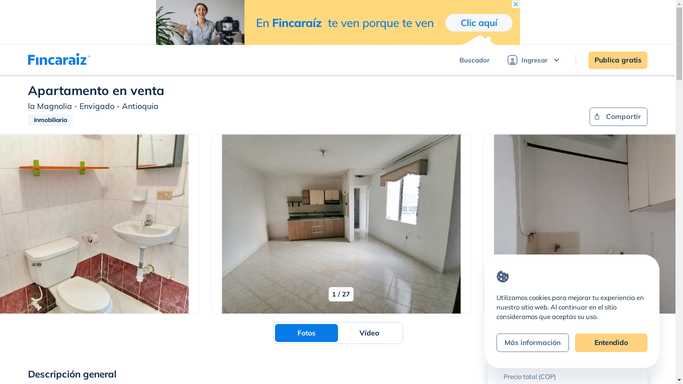 En Fincaraíz te ven porque te ven
Clic aquí
Fincaraíz
Buscador
Ingresar
Publica gratis
Apartamento en venta
la Magnolia - Envigado - Antioquia
Inmobiliaria
Compartir
1 / 27
Fotos
Vídeo
Utilizamos cookies para mejorar tu experiencia en
nuestro sitio web. Al continuar en el sitio
consideramos que aceptas su uso.
Más información
Entendido
Precio total (COP)
Descripción general